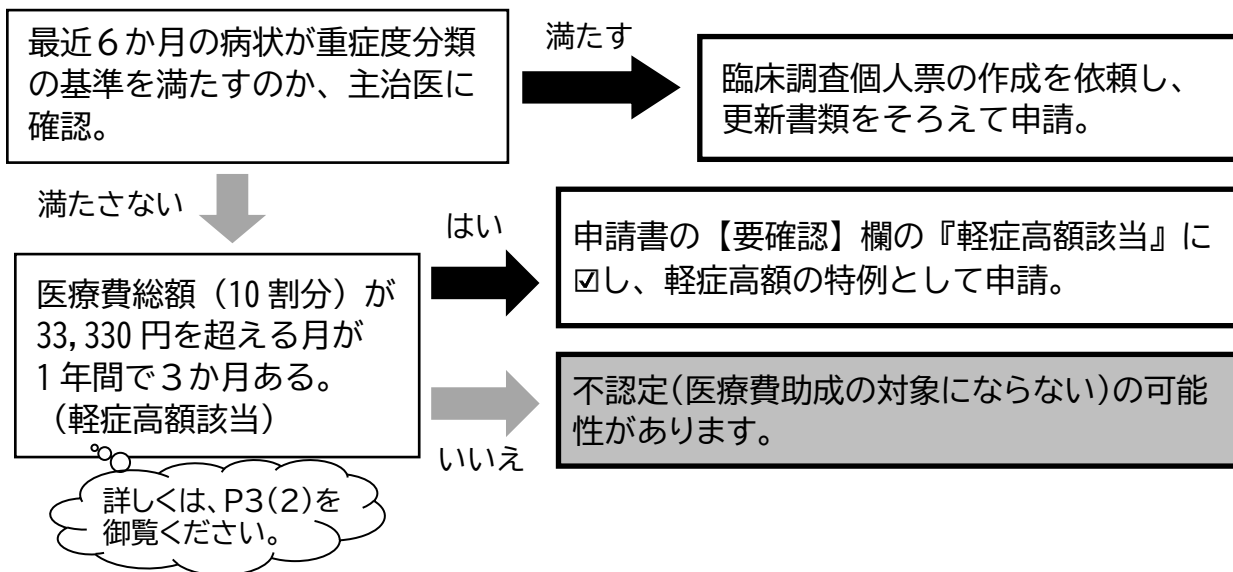 最近６か月の病状が重症度分類
の基準を満たすのか、主治医に
確認。
満たす
臨床調査個人票の作成を依頼し、
更新書類をそろえて申請。
満たさない
医療費総額（10割分）が
33,330円を超える月が
１年間で３か月ある。
（軽症高額該当）
はい
申請書の【要確認】欄の『軽症高額該当』に
☑し、軽症高額の特例として申請。
いいえ
不認定(医療費助成の対象にならない)の可能
性があります。
詳しくは、P3(2)を
御覧ください。